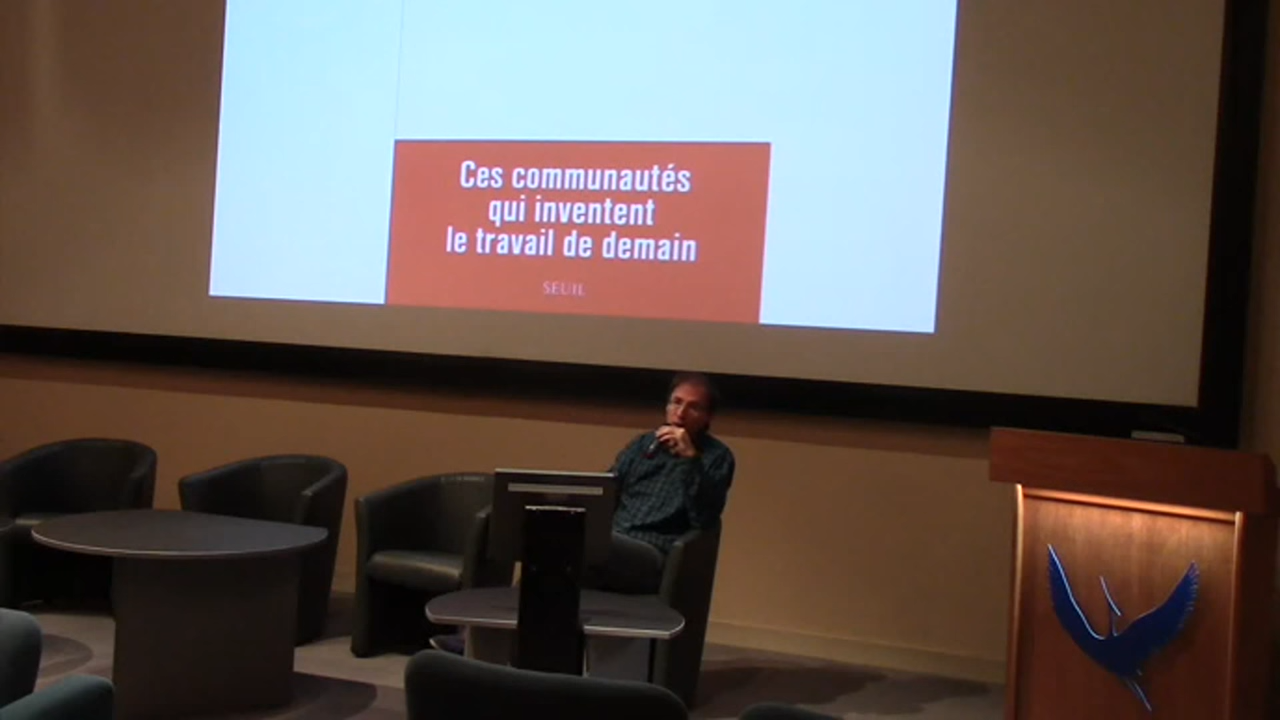 Ces communautés
qui inventent
le travail de demain
SEUIL